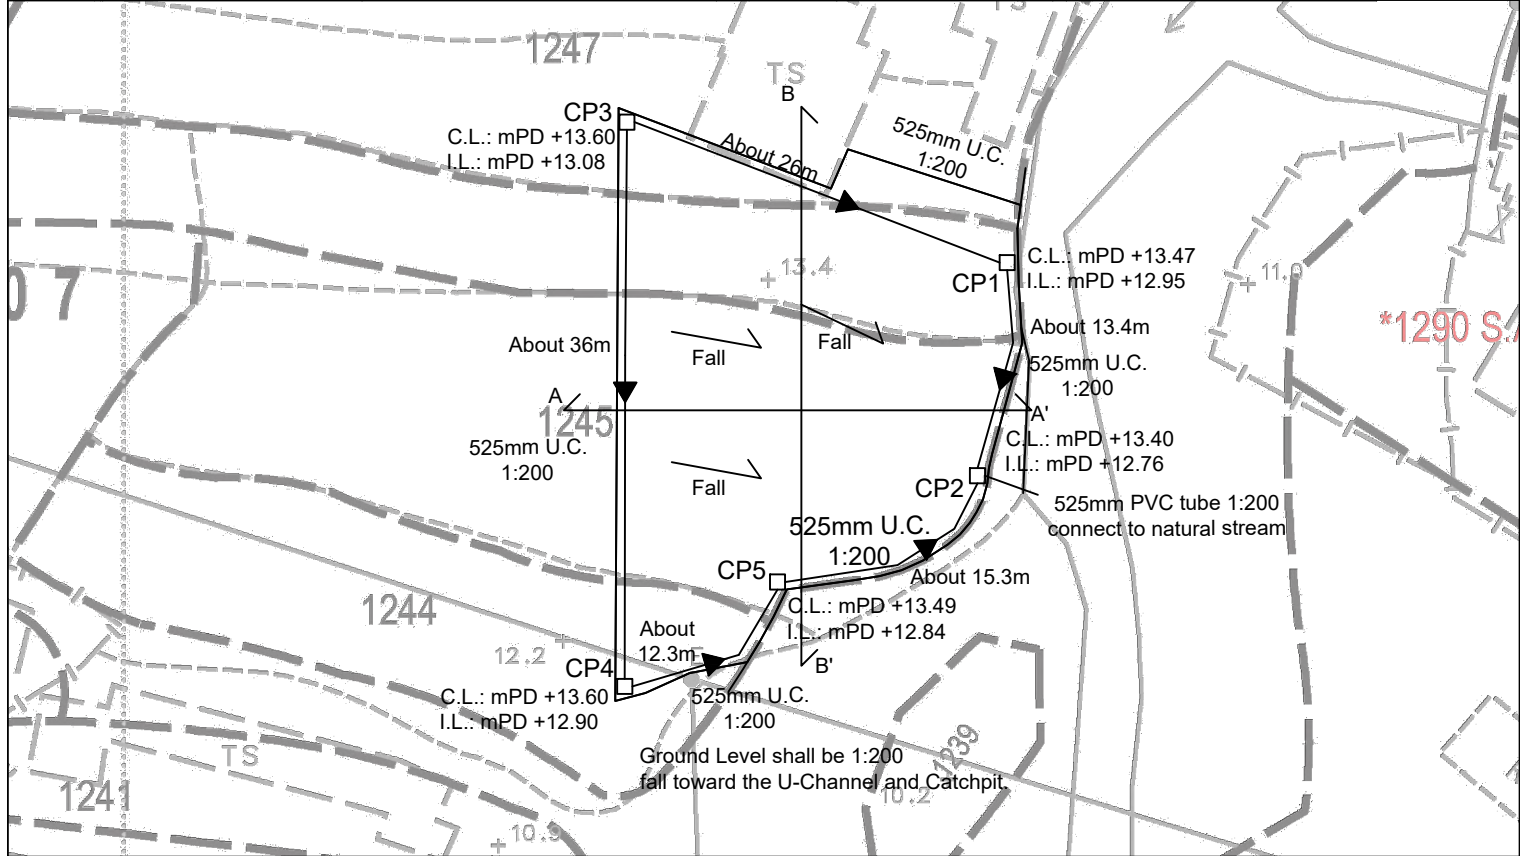 TS
1247
TS
B
CP3
C.L.: mPD +13.60
I.L.: mPD +13.08
About 26m
525mm U.C.
1:200
C.L.: mPD +13.47
I.L.: mPD +12.95
CP1
13.4
11.0
0 7
*1290 S.A
About 36m
Fall
Fall
About 13.4m
525mm U.C.
1:200
A
A'
1245
525mm U.C.
1:200
C.L.: mPD +13.40
I.L.: mPD +12.76
Fall
CP2
525mm PVC tube 1:200
connect to natural stream
525mm U.C.
1:200
CP5
About 15.3m
C.L.: mPD +13.49
I.L.: mPD +12.84
1244
About
12.3m
12.2
B'
CP4
C.L.: mPD +13.60
I.L.: mPD +12.90
525mm U.C.
1:200
TS
Ground Level shall be 1:200
fall toward the U-Channel and Catchpit.
1239
1241
10.2
10.9